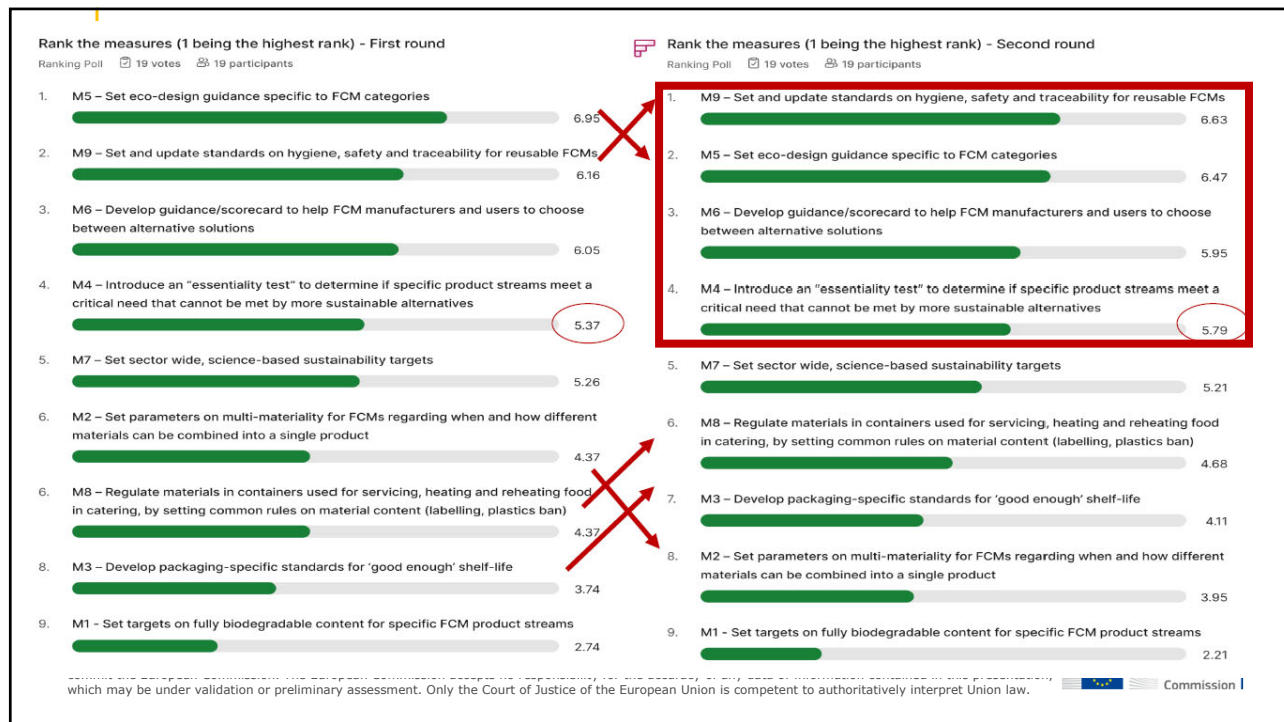 Rank the measures (1 being the highest rank) - First round
Ranking Poll 19 votes 19 participants
1. M5 – Set eco-design guidance specific to FCM categories
6.95
2. M9 – Set and update standards on hygiene, safety and traceability for reusable FCMs
6.16
3. M6 – Develop guidance/scorecard to help FCM manufacturers and users to choose
between alternative solutions
6.05
4. M4 – Introduce an "essentiality test" to determine if specific product streams meet a
critical need that cannot be met by more sustainable alternatives
5.37
5. M7 – Set sector wide, science-based sustainability targets
5.26
6. M2 – Set parameters on multi-materiality for FCMs regarding when and how different
materials can be combined into a single product
4.37
6. M8 – Regulate materials in containers used for servicing, heating and reheating food
in catering, by setting common rules on material content (labelling, plastics ban)
4.37
8. M3 – Develop packaging-specific standards for 'good enough' shelf-life
3.74
9. M1 - Set targets on fully biodegradable content for specific FCM product streams
2.74
Rank the measures (1 being the highest rank) - Second round
Ranking Poll 19 votes 19 participants
1. M9 – Set and update standards on hygiene, safety and traceability for reusable FCMs
6.63
2. M5 – Set eco-design guidance specific to FCM categories
6.47
3. M6 – Develop guidance/scorecard to help FCM manufacturers and users to choose
between alternative solutions
5.95
4. M4 – Introduce an "essentiality test" to determine if specific product streams meet a
critical need that cannot be met by more sustainable alternatives
5.79
5. M7 – Set sector wide, science-based sustainability targets
5.21
6. M8 – Regulate materials in containers used for servicing, heating and reheating food
in catering, by setting common rules on material content (labelling, plastics ban)
4.68
7. M3 – Develop packaging-specific standards for 'good enough' shelf-life
4.11
8. M2 – Set parameters on multi-materiality for FCMs regarding when and how different
materials can be combined into a single product
3.95
9. M1 - Set targets on fully biodegradable content for specific FCM product streams
2.21
which may be under validation or preliminary assessment. Only the Court of Justice of the European Union is competent to authoritatively interpret Union law.
Commission